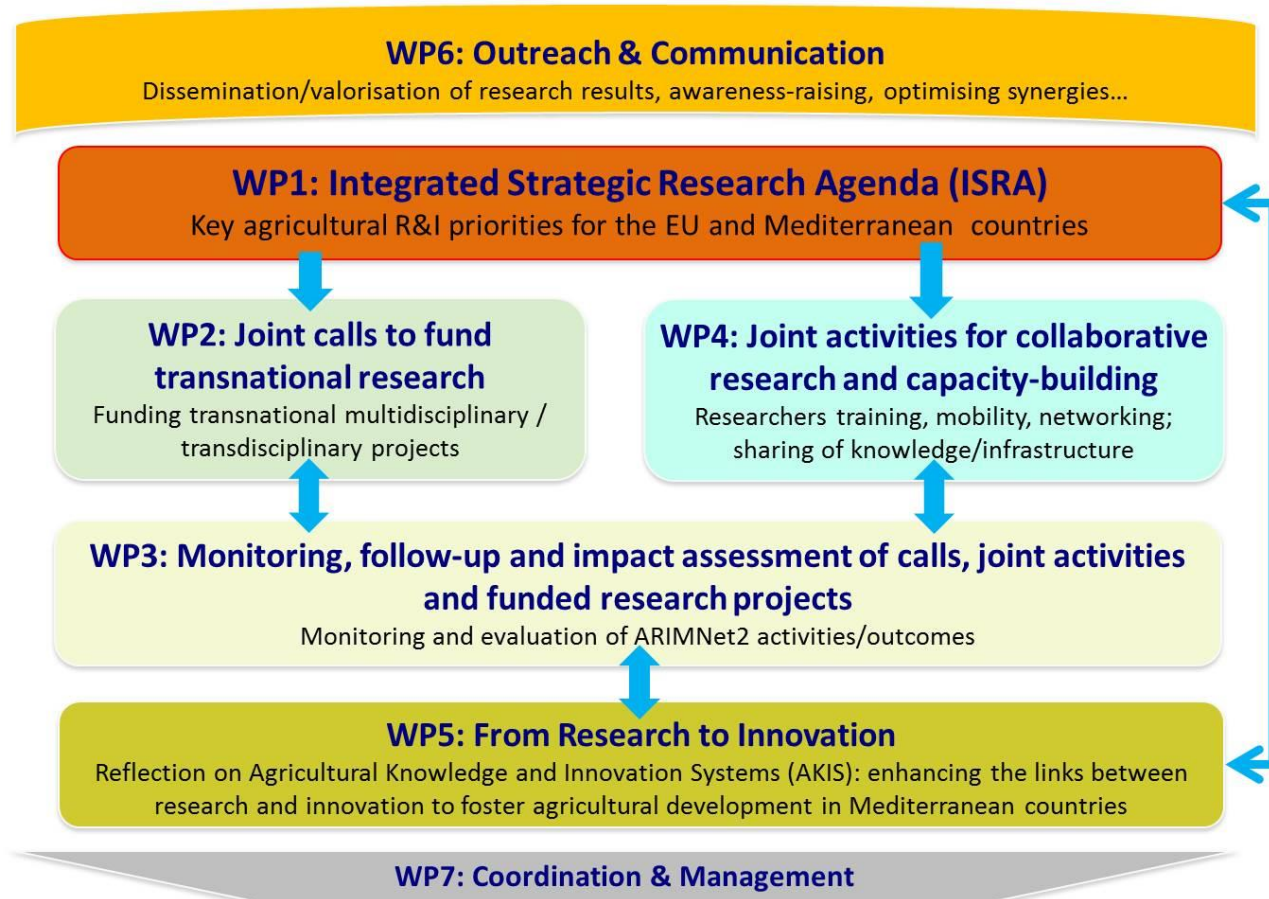 WP6: Outreach & Communication
Dissemination/valorisation of research results, awareness-raising, optimising synergies...
WP1: Integrated Strategic Research Agenda (ISRA)
Key agricultural R&I priorities for the EU and Mediterranean countries
WP2: Joint calls to fund
transnational research
Funding transnational multidisciplinary /
transdisciplinary projects
WP4: Joint activities for collaborative
research and capacity-building
Researchers training, mobility, networking;
sharing of knowledge/infrastructure
WP3: Monitoring, follow-up and impact assessment of calls, joint activities
and funded research projects
Monitoring and evaluation of ARIMNet2 activities/outcomes
WP5: From Research to Innovation
Reflection on Agricultural Knowledge and Innovation Systems (AKIS): enhancing the links between
research and innovation to foster agricultural development in Mediterranean countries
WP7: Coordination & Management